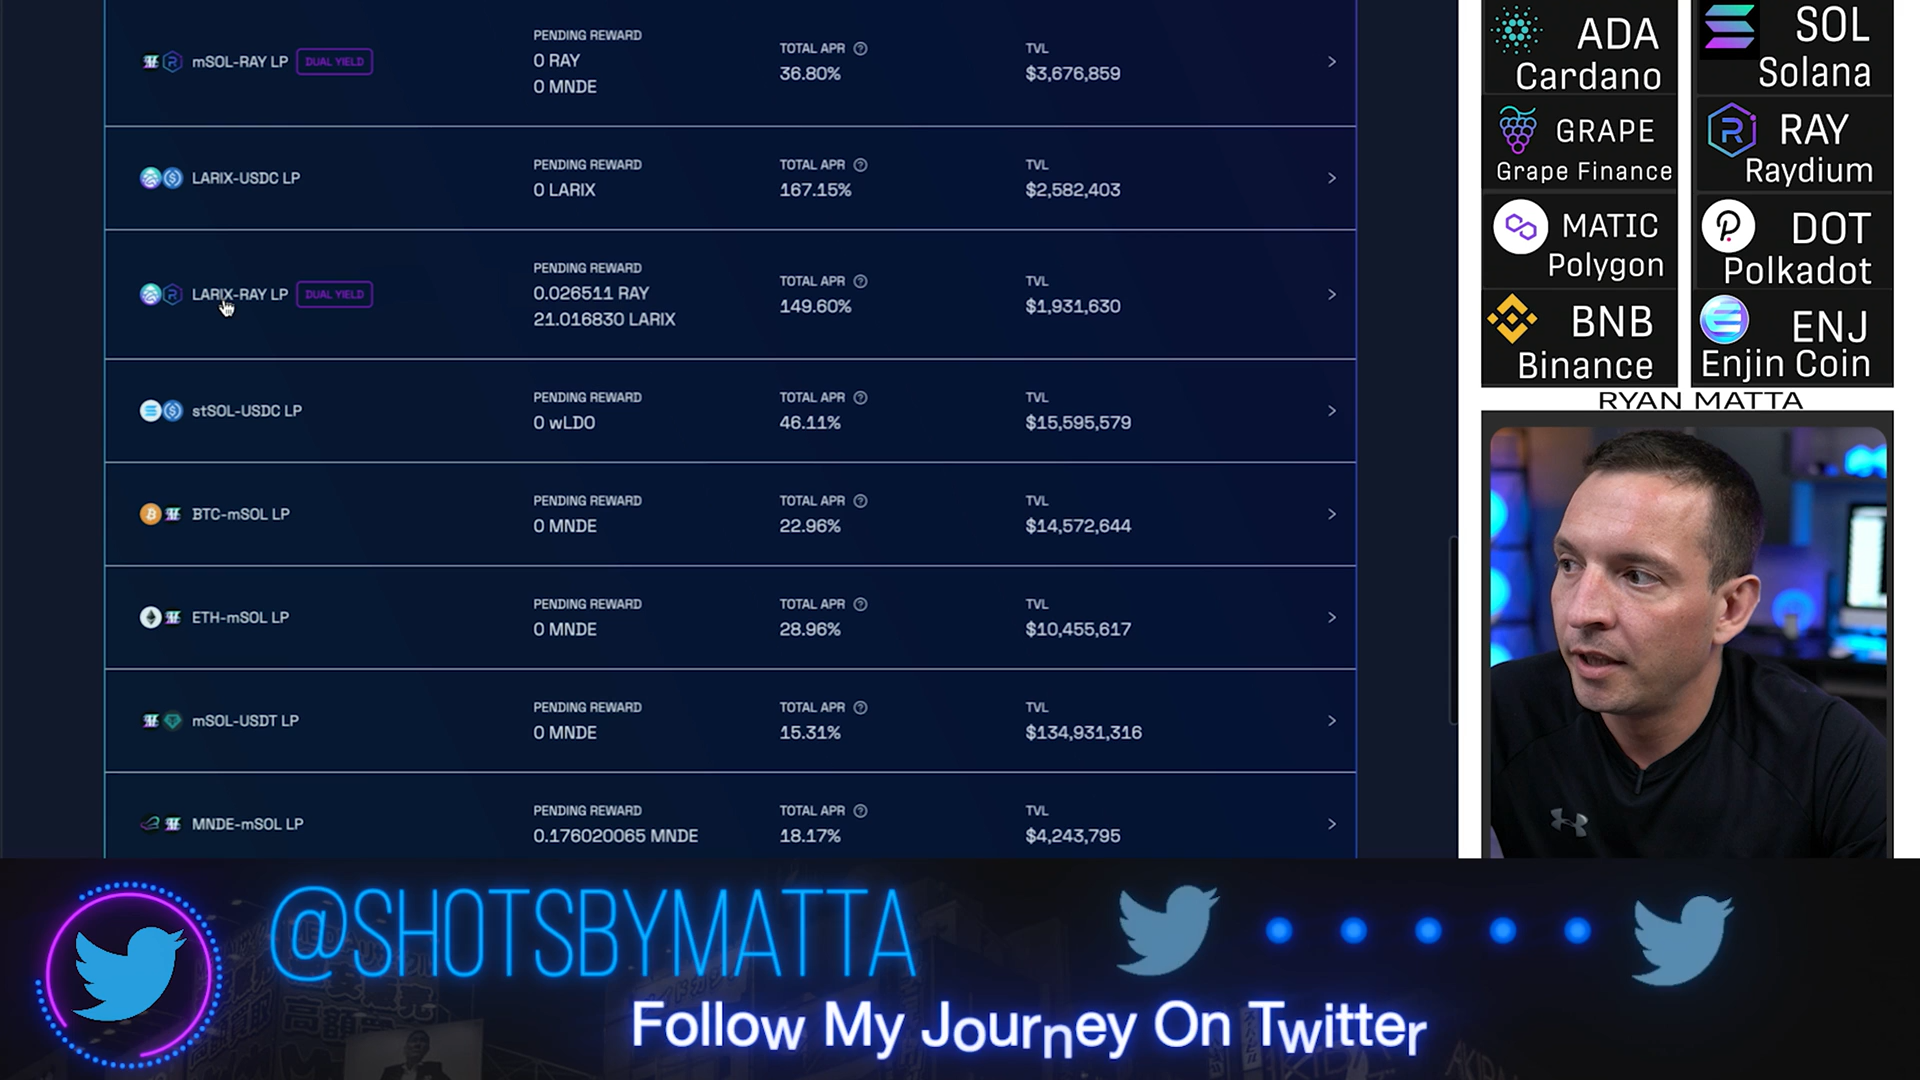 mSOL-RAY LP DUAL YIELD
PENDING REWARD
0 RAY
0 MNDE
TOTAL APR
36.80%
TVL
$3,676,859
LARIX-USDC LP
PENDING REWARD
0 LARIX
TOTAL APR
167.15%
TVL
$2,582,403
LARIX-RAY LP DUAL YIELD
PENDING REWARD
0.026511 RAY
21.016830 LARIX
TOTAL APR
149.60%
TVL
$1,931,630
stSOL-USDC LP
PENDING REWARD
0 wLDO
TOTAL APR
46.11%
TVL
$15,595,579
BTC-mSOL LP
PENDING REWARD
0 MNDE
TOTAL APR
22.96%
TVL
$14,572,644
ETH-mSOL LP
PENDING REWARD
0 MNDE
TOTAL APR
28.96%
TVL
$10,455,617
mSOL-USDT LP
PENDING REWARD
0 MNDE
TOTAL APR
15.31%
TVL
$134,931,316
MNDE-mSOL LP
PENDING REWARD
0.176020065 MNDE
TOTAL APR
18.17%
TVL
$4,243,795
ADA
Cardano
SOL
Solana
GRAPE
Grape Finance
RAY
Raydium
MATIC
Polygon
DOT
Polkadot
BNB
Binance
ENJ
Enjin Coin
RYAN MATTA
@SHOTSBYMATTA
Follow My Journey On Twitter